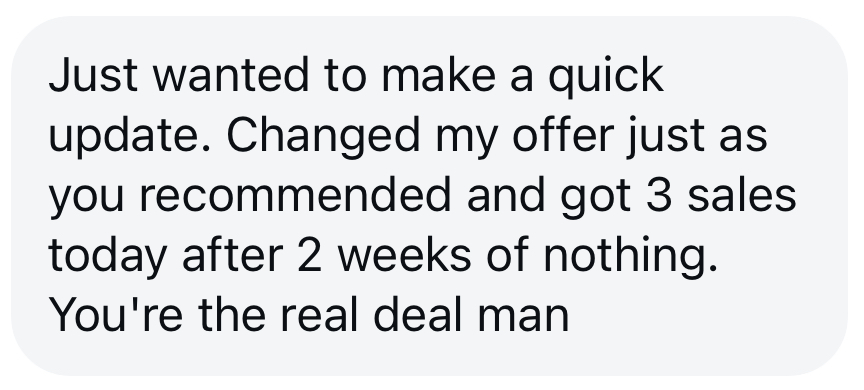 Just wanted to make a quick
update. Changed my offer just as
you recommended and got 3 sales
today after 2 weeks of nothing.
You're the real deal man